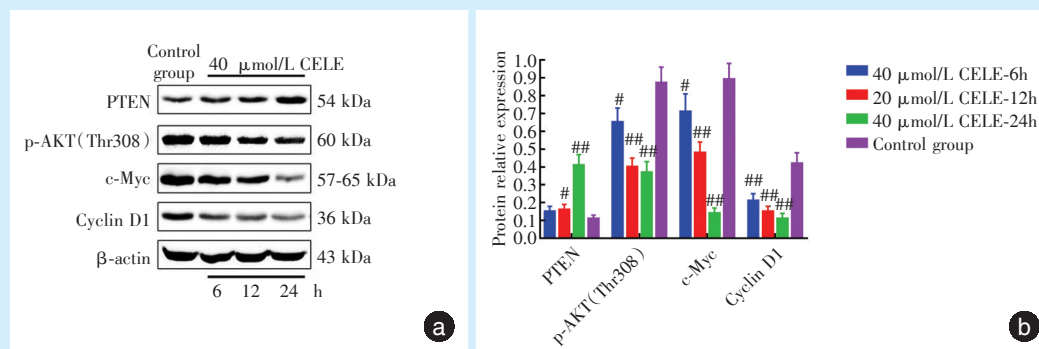 Control
group
40 μmol/L CELE
PTEN
54 kDa
p-AKT(Thr308)
60 kDa
c-Myc
57-65 kDa
Cyclin D1
36 kDa
β-actin
43 kDa
6 12 24 h
a
Protein relative expression
1.0
0.9
0.8
0.7
0.6
0.5
0.4
0.3
0.2
0.1
0.0
# ##
# ## ##
# ## ##
## ## ##
PTEN
p-AKT(Thr308)
c-Myc
Cyclin D1
40 μmol/L CELE-6h
20 μmol/L CELE-12h
40 μmol/L CELE-24h
Control group
b